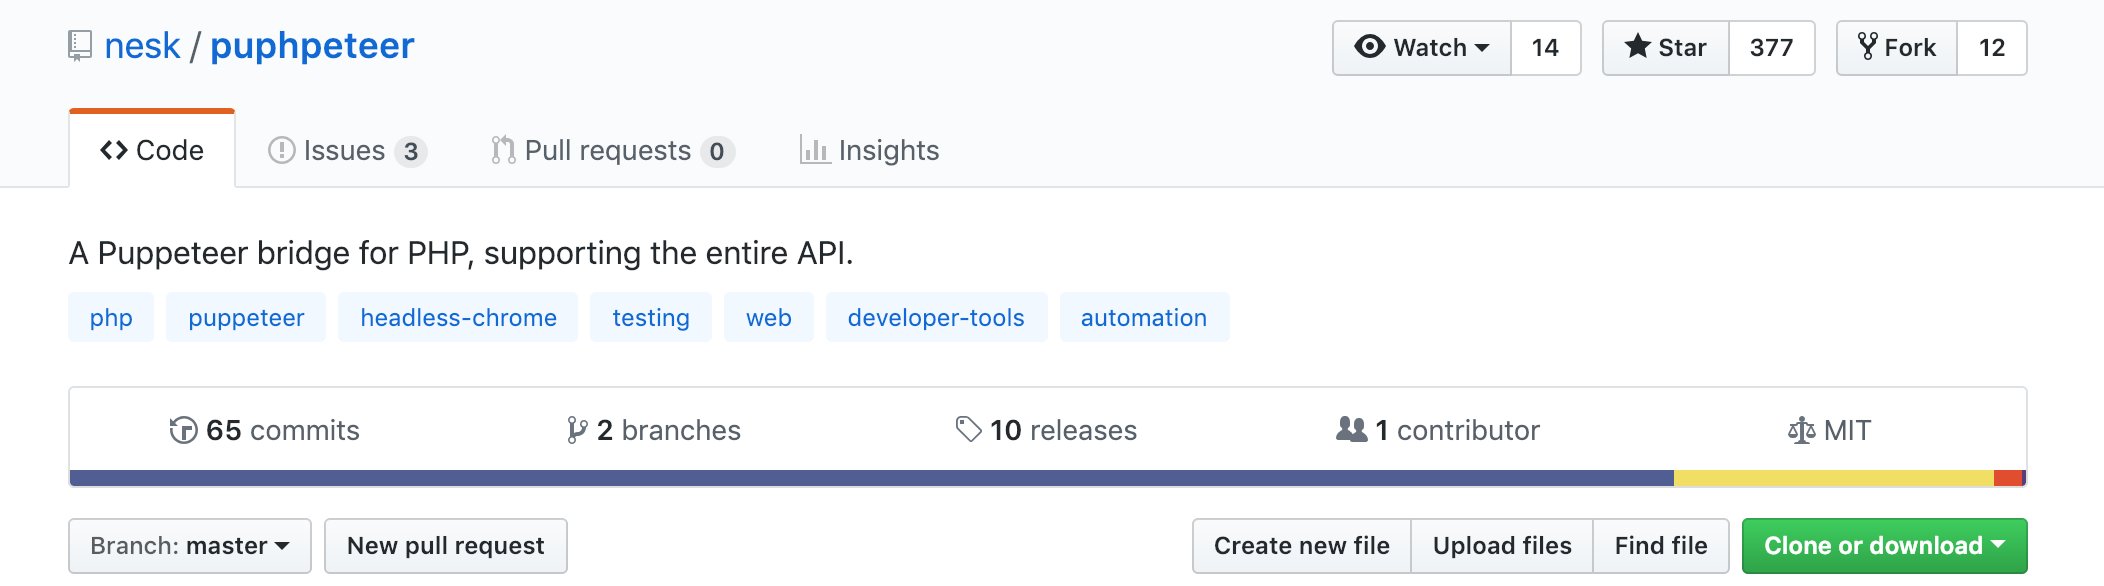 nesk / puphpeteer
Watch 14 Star 377 Fork 12
Code Issues 3 Pull requests 0 Insights
A Puppeteer bridge for PHP, supporting the entire API.
php puppeteer headless-chrome testing web developer-tools automation
65 commits 2 branches 10 releases 1 contributor MIT
Branch: master New pull request Create new file Upload files Find file Clone or download